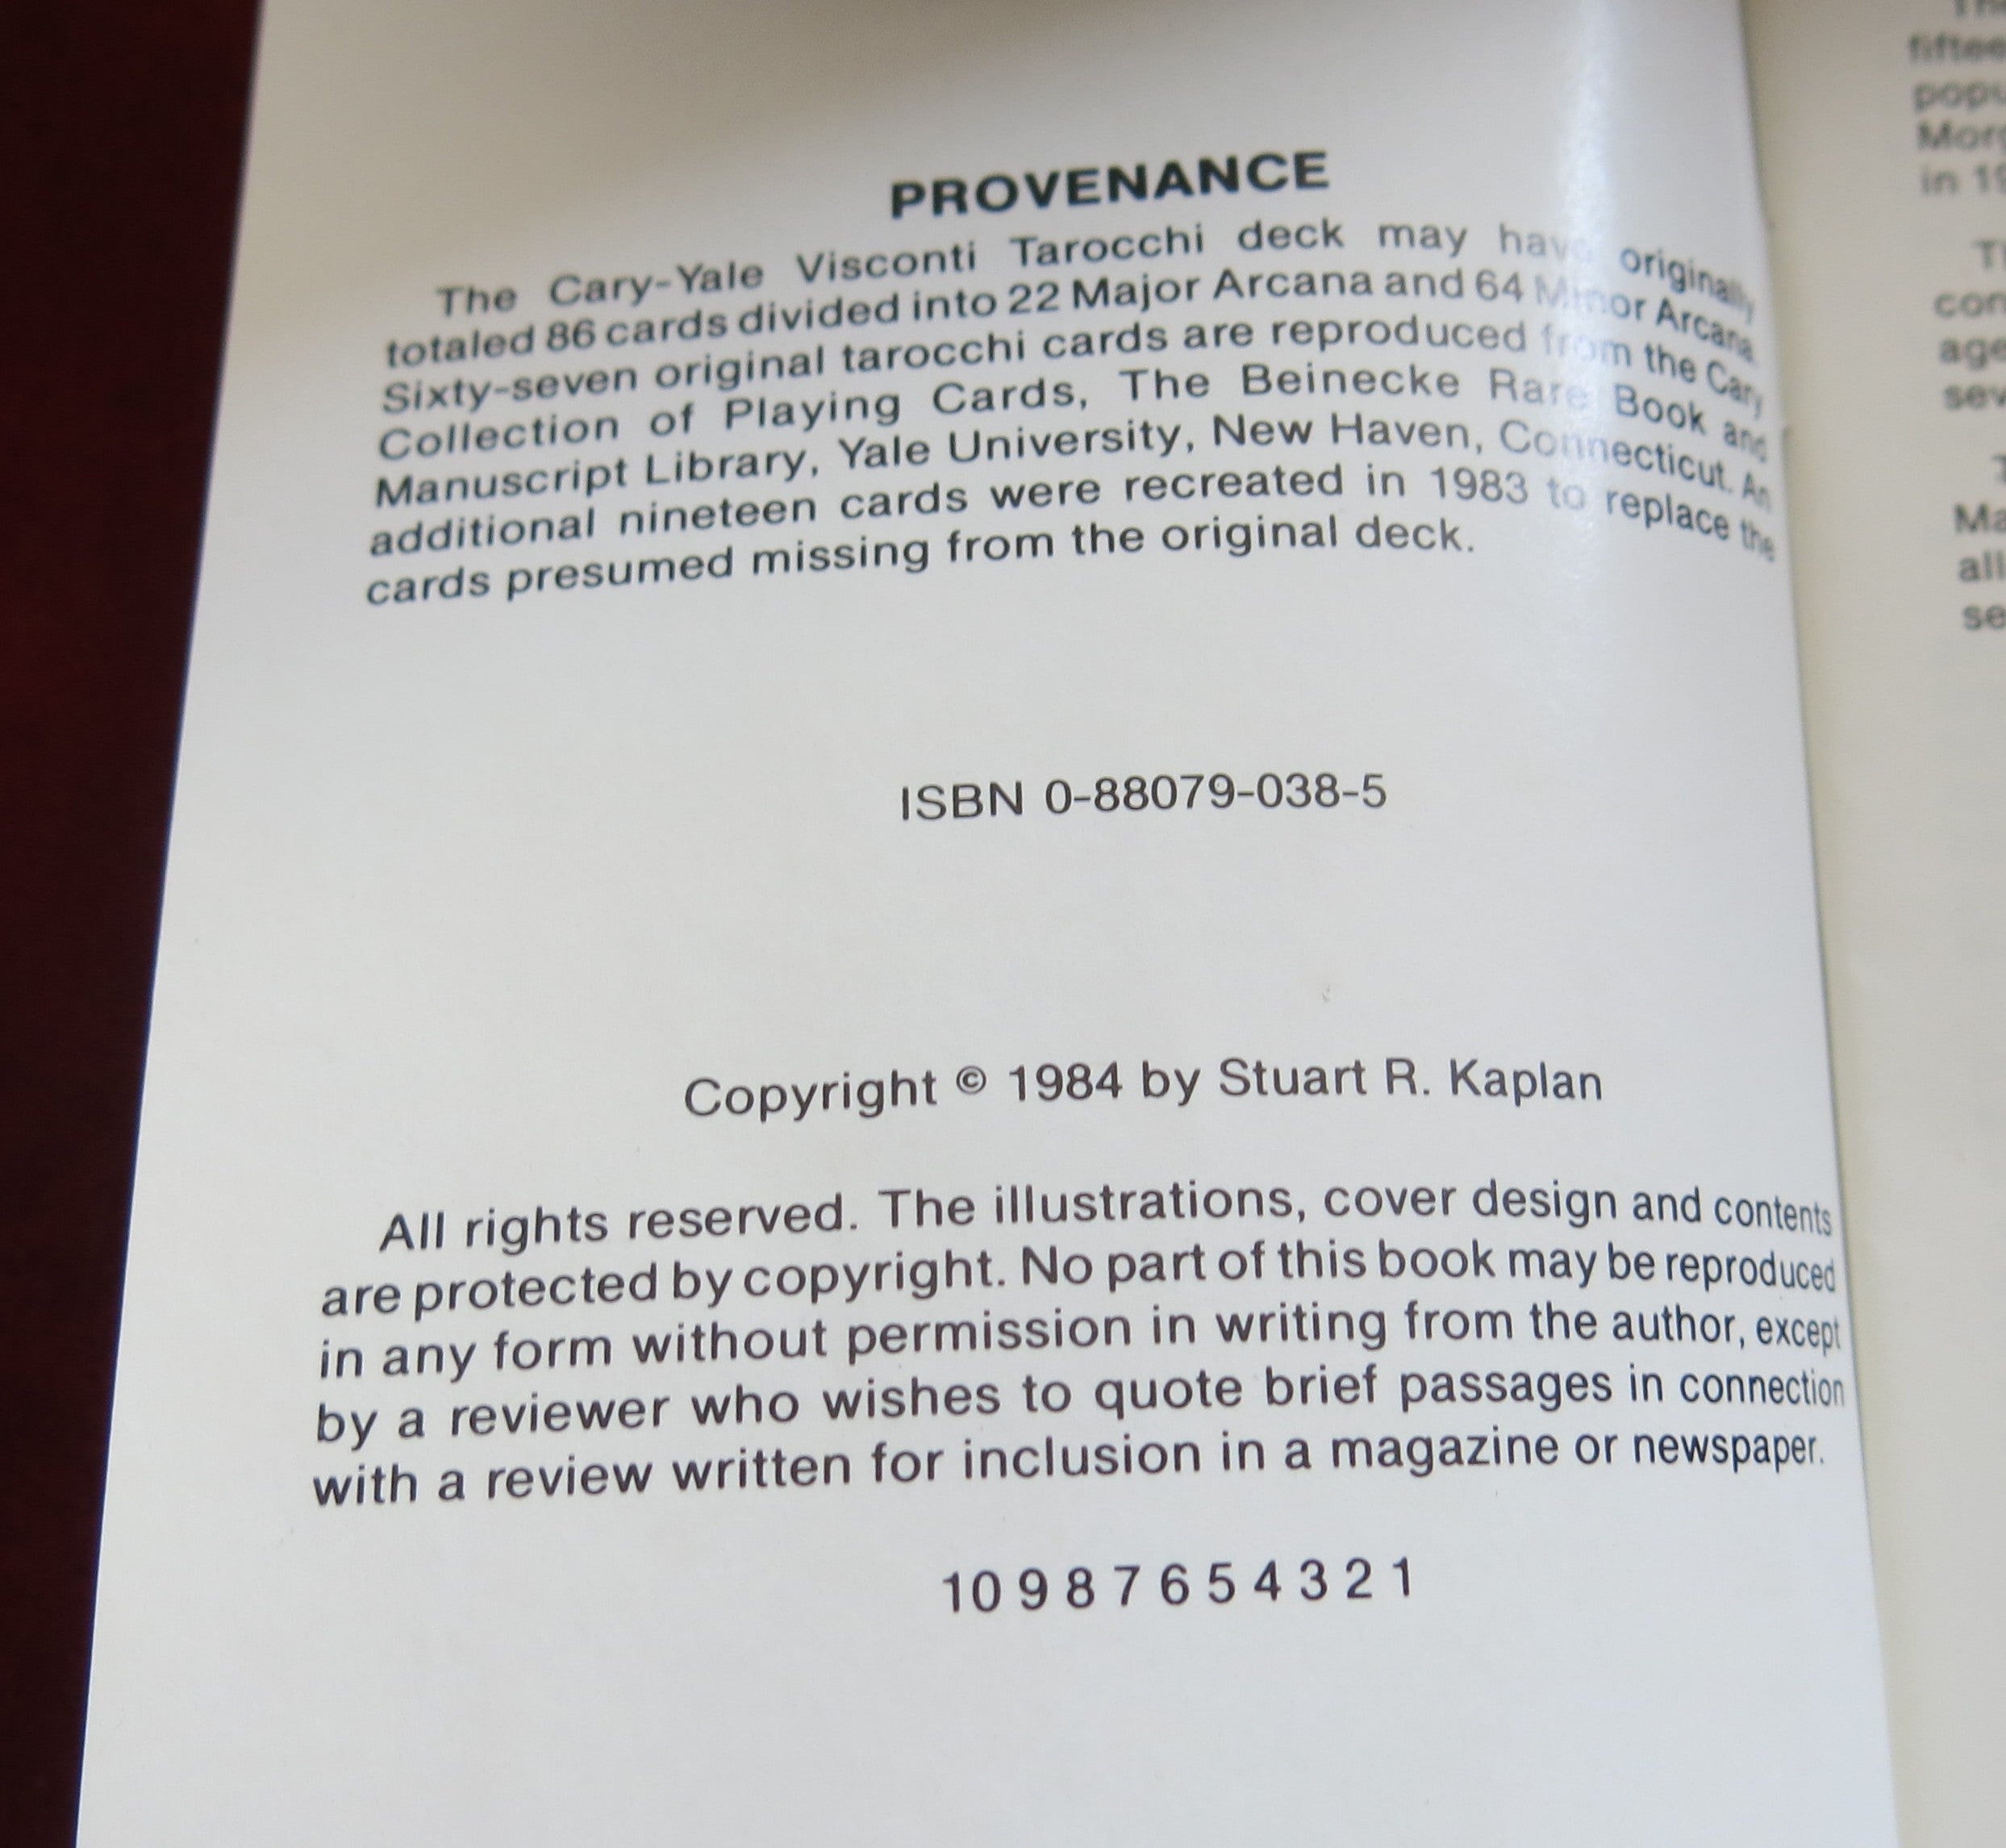 PROVENANCE
The Cary-Yale Visconti Tarocchi deck may have originally
totaled 86 cards divided into 22 Major Arcana and 64 Minor Arcana.
Sixty-seven original tarocchi cards are reproduced from the Cary
Collection of Playing Cards, The Beinecke Rare Book and
Manuscript Library, Yale University, New Haven, Connecticut. An
additional nineteen cards were recreated in 1983 to replace the
cards presumed missing from the original deck.
ISBN 0-88079-038-5
Copyright © 1984 by Stuart R. Kaplan
All rights reserved. The illustrations, cover design and contents
are protected by copyright. No part of this book may be reproduced
in any form without permission in writing from the author, except
by a reviewer who wishes to quote brief passages in connection
with a review written for inclusion in a magazine or newspaper.
10 9 8 7 6 5 4 3 2 1
in
all